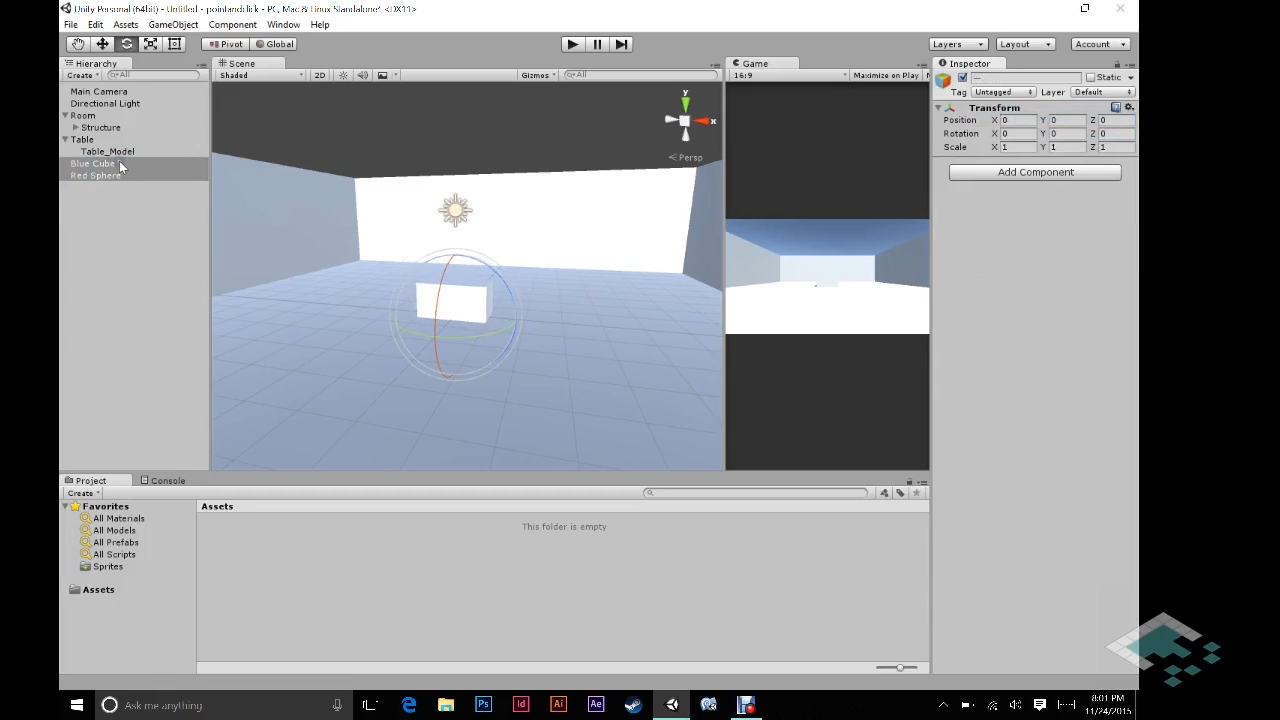 Unity Personal (64bit) - Untitled - pointandclick - PC, Mac & Linux Standalone* <DX11>
File Edit Assets GameObject Component Window Help
Pivot Global Layers Layout Account
Hierarchy
Create All
Main Camera
Directional Light
Room
Structure
Table
Table_Model
Blue Cube
Red Sphere
Scene
Shaded 2D Gizmos All
y
x
Persp
Game
16:9 Maximize on Play
Inspector
— Static
Tag Untagged Layer Default
Transform
Position X 0 Y 0 Z 0
Rotation X 0 Y 0 Z 0
Scale X 1 Y 1 Z 1
Add Component
Project Console
Create
Favorites
All Materials
All Models
All Prefabs
All Scripts
Sprites
Assets
Assets
This folder is empty
Ask me anything
8:01 PM
11/24/2015